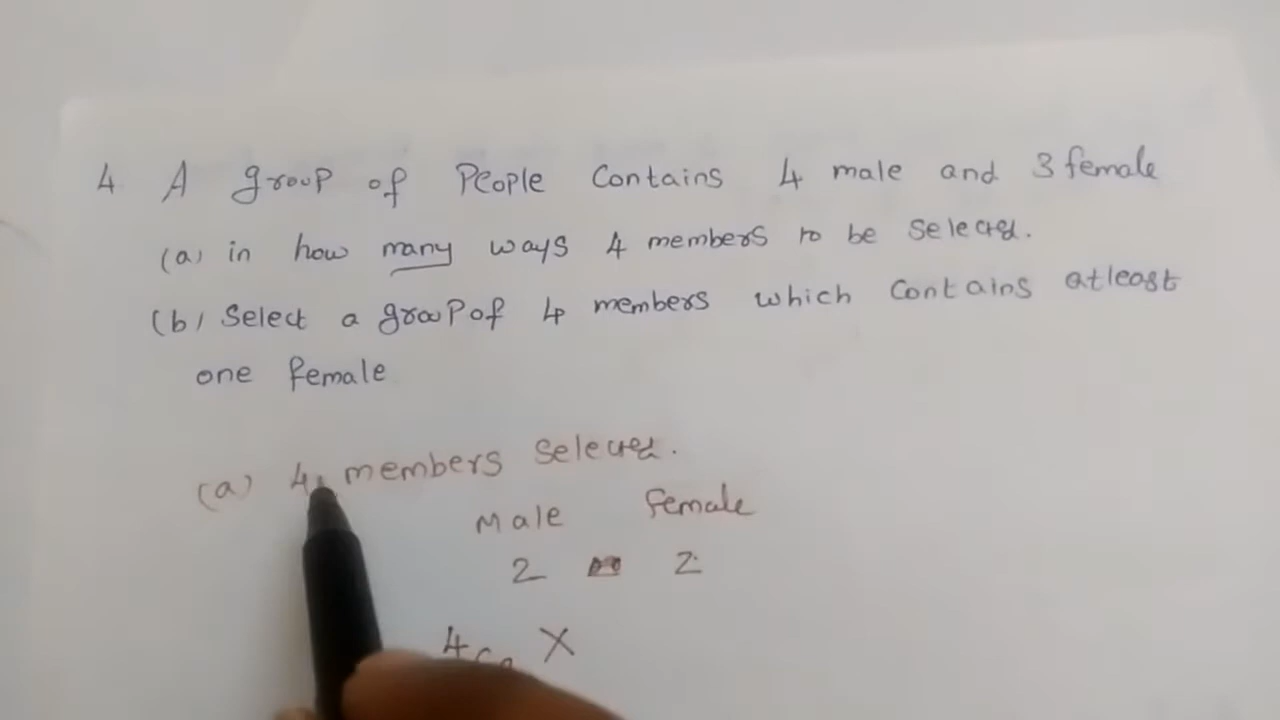 4 A group of People Contains 4 male and 3 female
(a) in how many ways 4 members to be selected.
(b) Select a group of 4 members which contains atleast
one female
(a) 4 members selected.
Male Female
2 2
4C2 X